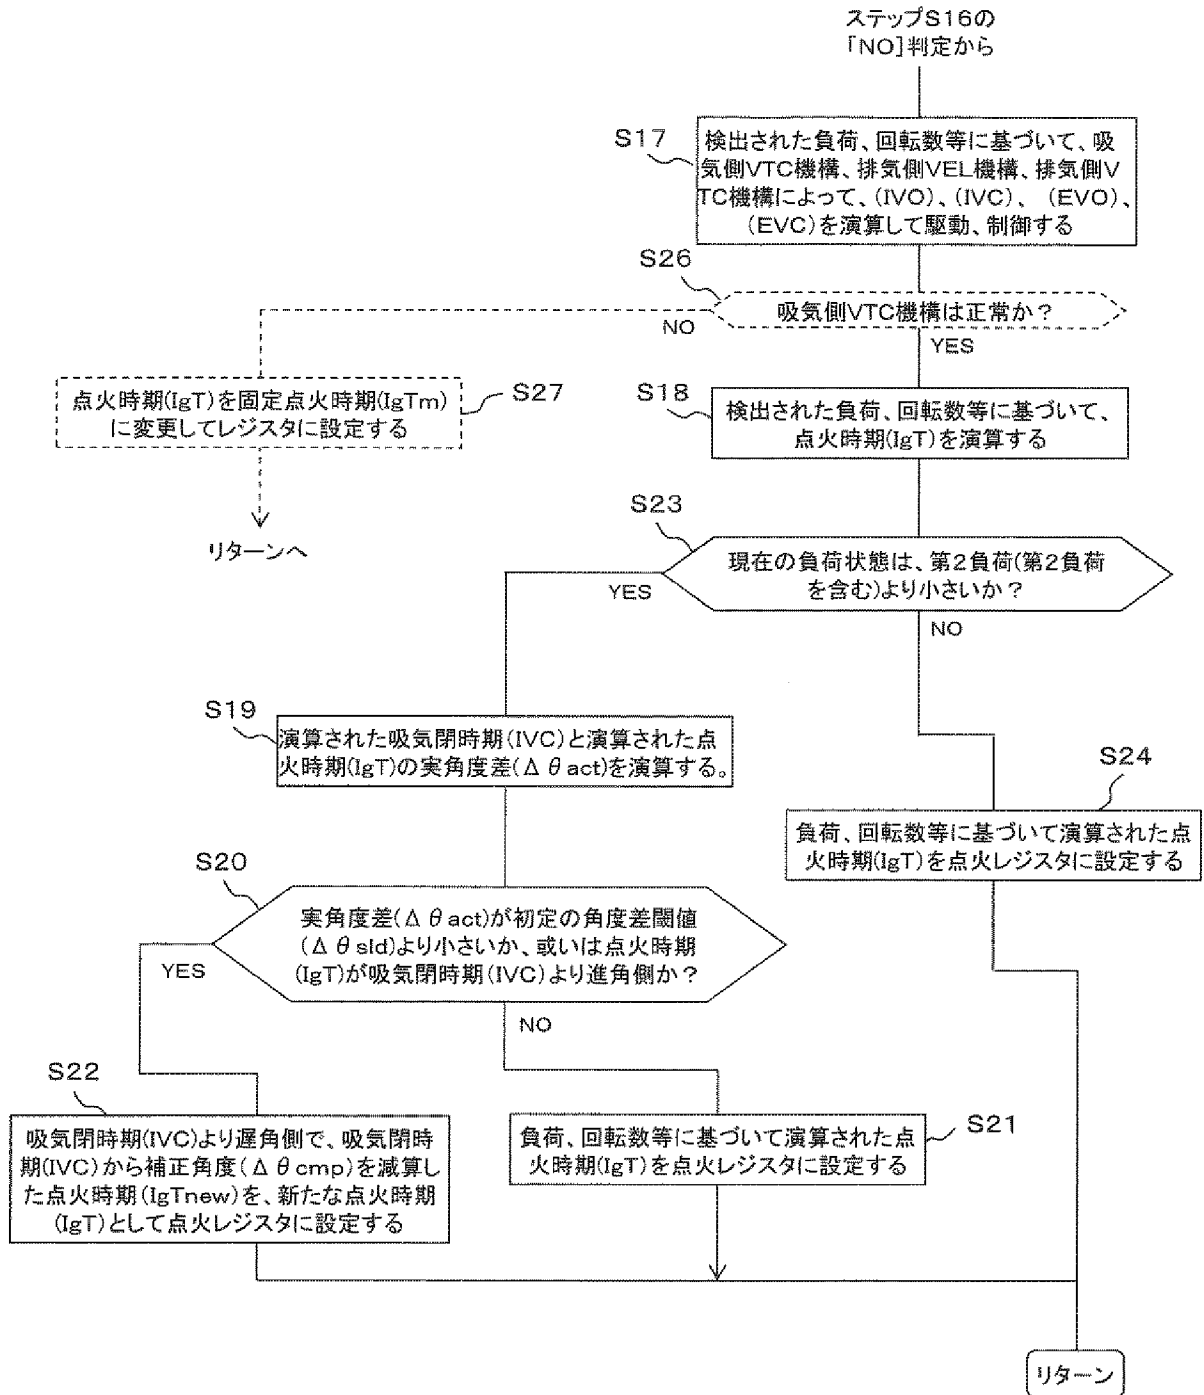 ステップS16の
「NO]判定から
S17
検出された負荷、回転数等に基づいて、吸
気側VTC機構、排気側VEL機構、排気側V
TC機構によって、(IVO)、(IVC)、 (EVO)、
(EVC)を演算して駆動、制御する
S26
吸気側VTC機構は正常か？
NO
YES
S27
点火時期(IgT)を固定点火時期(IgTm)
に変更してレジスタに設定する
リターンへ
S18
検出された負荷、回転数等に基づいて、
点火時期(IgT)を演算する
S23
現在の負荷状態は、第2負荷(第2負荷
を含む)より小さいか？
YES
NO
S19
演算された吸気閉時期(IVC)と演算された点
火時期(IgT)の実角度差(Δθact)を演算する。
S24
負荷、回転数等に基づいて演算された点
火時期(IgT)を点火レジスタに設定する
S20
実角度差(Δθact)が初定の角度差閾値
(Δθsld)より小さいか、或いは点火時期
(IgT)が吸気閉時期(IVC)より進角側か？
YES
NO
S22
吸気閉時期(IVC)より遅角側で、吸気閉時
期(IVC)から補正角度(Δθcmp)を減算し
た点火時期(IgTnew)を、新たな点火時期
(IgT)として点火レジスタに設定する
S21
負荷、回転数等に基づいて演算された点
火時期(IgT)を点火レジスタに設定する
リターン